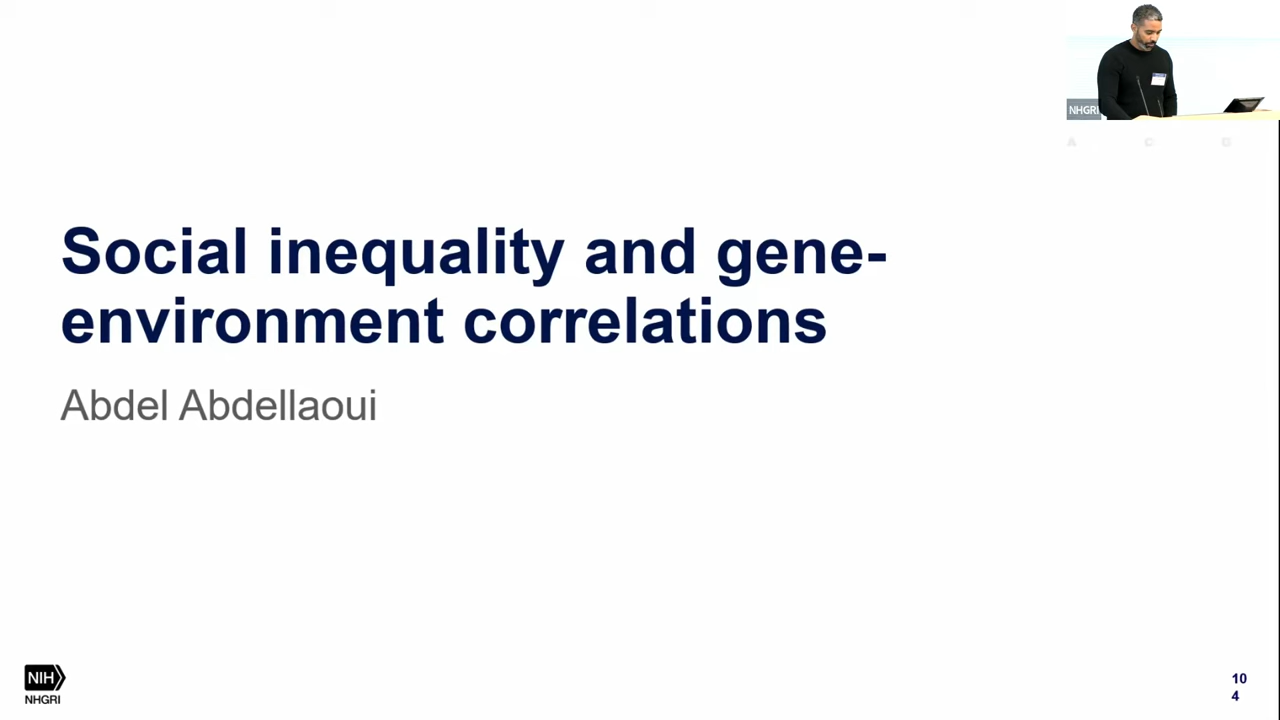 NHGRI
A C G
Social inequality and gene-
environment correlations
Abdel Abdellaoui
NIH
NHGRI
10
4